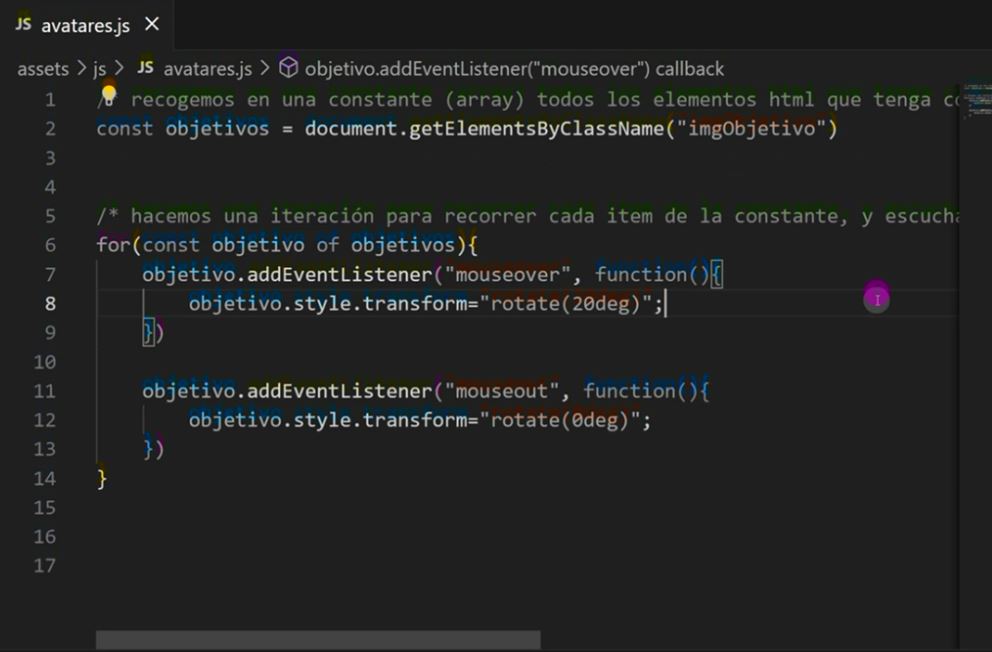 JS avatares.js ×
assets > js > JS avatares.js > objetivo.addEventListener("mouseover") callback
1 /* recogemos en una constante (array) todos los elementos html que tenga
2 const objetivos = document.getElementsByClassName("imgObjetivo")
3
4
5 /* hacemos una iteración para recorrer cada item de la constante, y
6 for(const objetivo of objetivos){
7 objetivo.addEventListener("mouseover", function(){
8 objetivo.style.transform="rotate(20deg)";
9 })
10
11 objetivo.addEventListener("mouseout", function(){
12 objetivo.style.transform="rotate(0deg)";
13 })
14 }
15
16
17